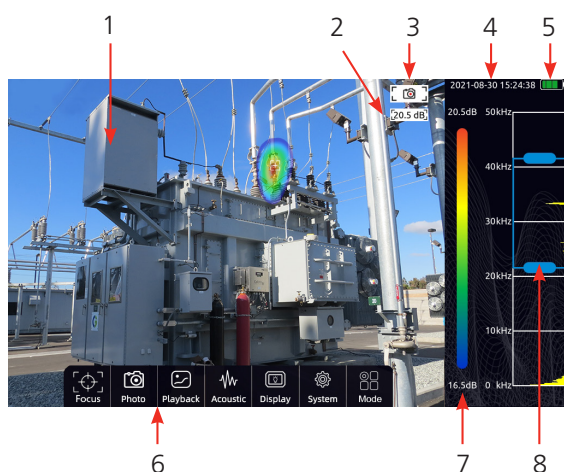 1
2
3
4
5
2021-08-30 15:24:38
[20.5 dB]
20.5dB
50kHz
40kHz
30kHz
20kHz
10kHz
16.5dB
0 kHz
Focus
Photo
Playback
Acoustic
Display
System
Mode
6
7
8